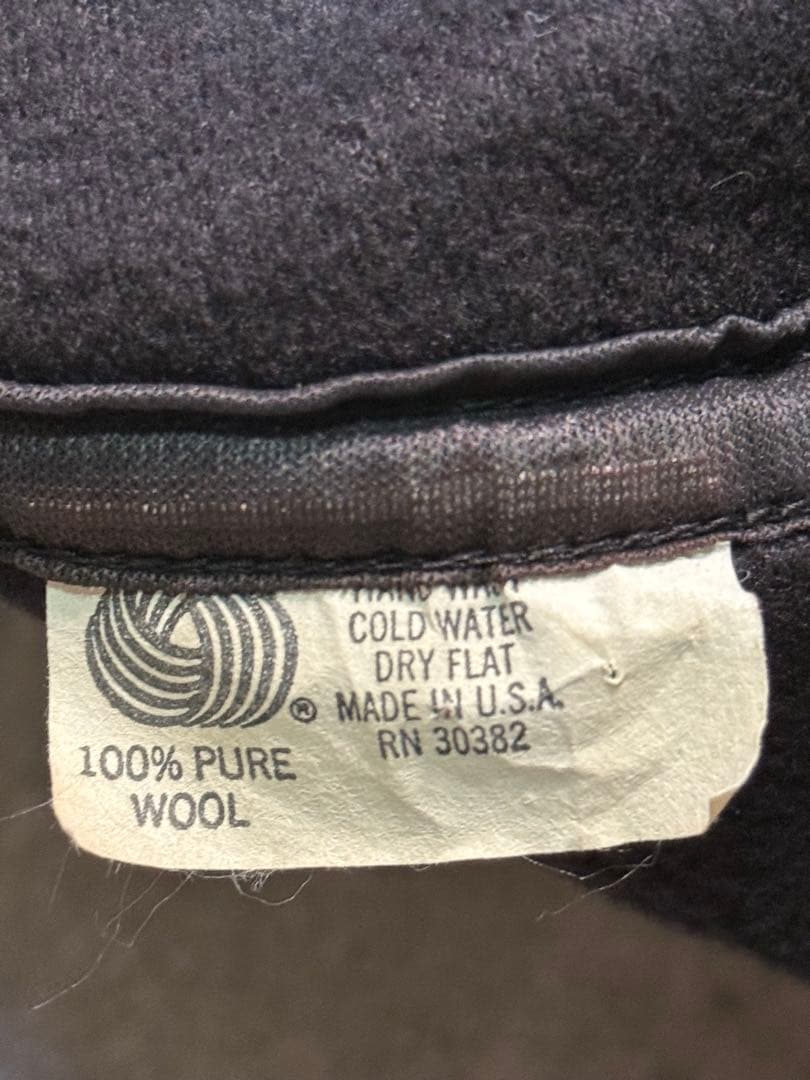 ®
100% PURE
WOOL
COLD WATER
DRY FLAT
MADE IN U.S.A.
RN 30382